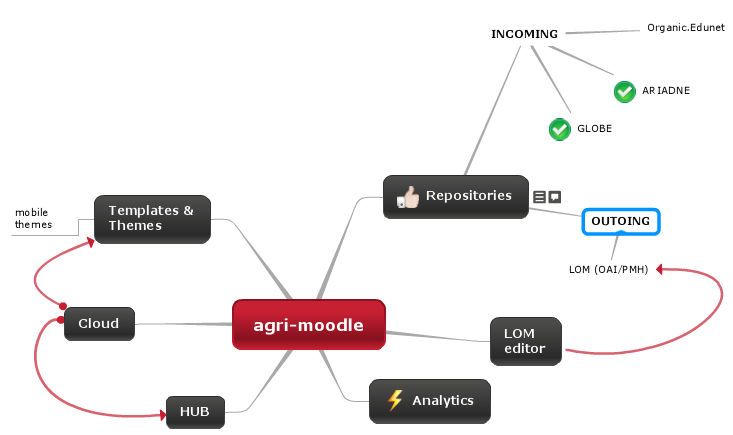 INCOMING
Organic.Edunet
ARIADNE
GLOBE
Repositories
OUTOING
LOM (OAI/PMH)
Templates &
Themes
mobile
themes
Cloud
agri-moodle
LOM
editor
Analytics
HUB